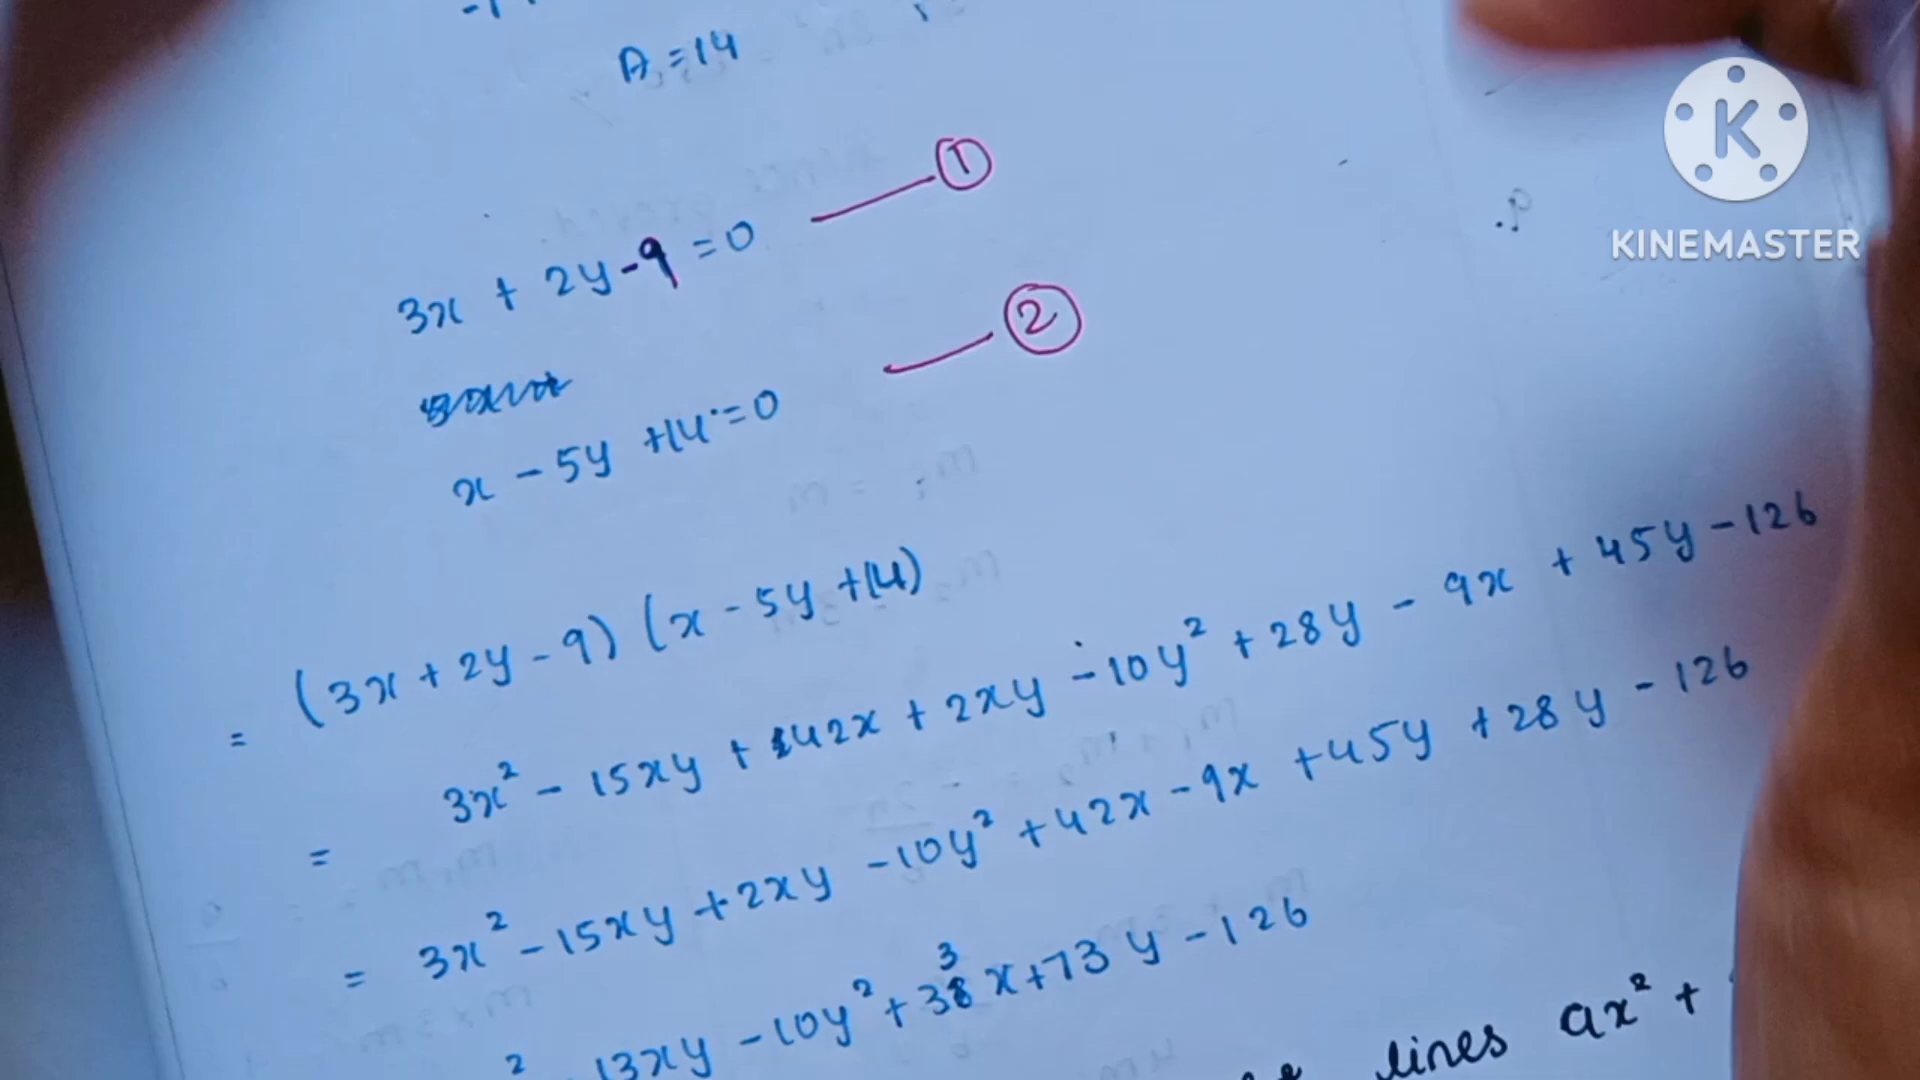 A = 14
KINEMASTER
3x + 2y - 9 = 0 ——— ①
x - 5y + 14 = 0 ——— ②
= (3x + 2y - 9) (x - 5y + 14)
= 3x² - 15xy + 42x + 2xy - 10y² + 28y - 9x + 45y - 126
= 3x² - 15xy + 2xy - 10y² + 42x - 9x + 45y + 28y - 126
² 13xy - 10y² + 33x + 73y - 126
lines ax² +